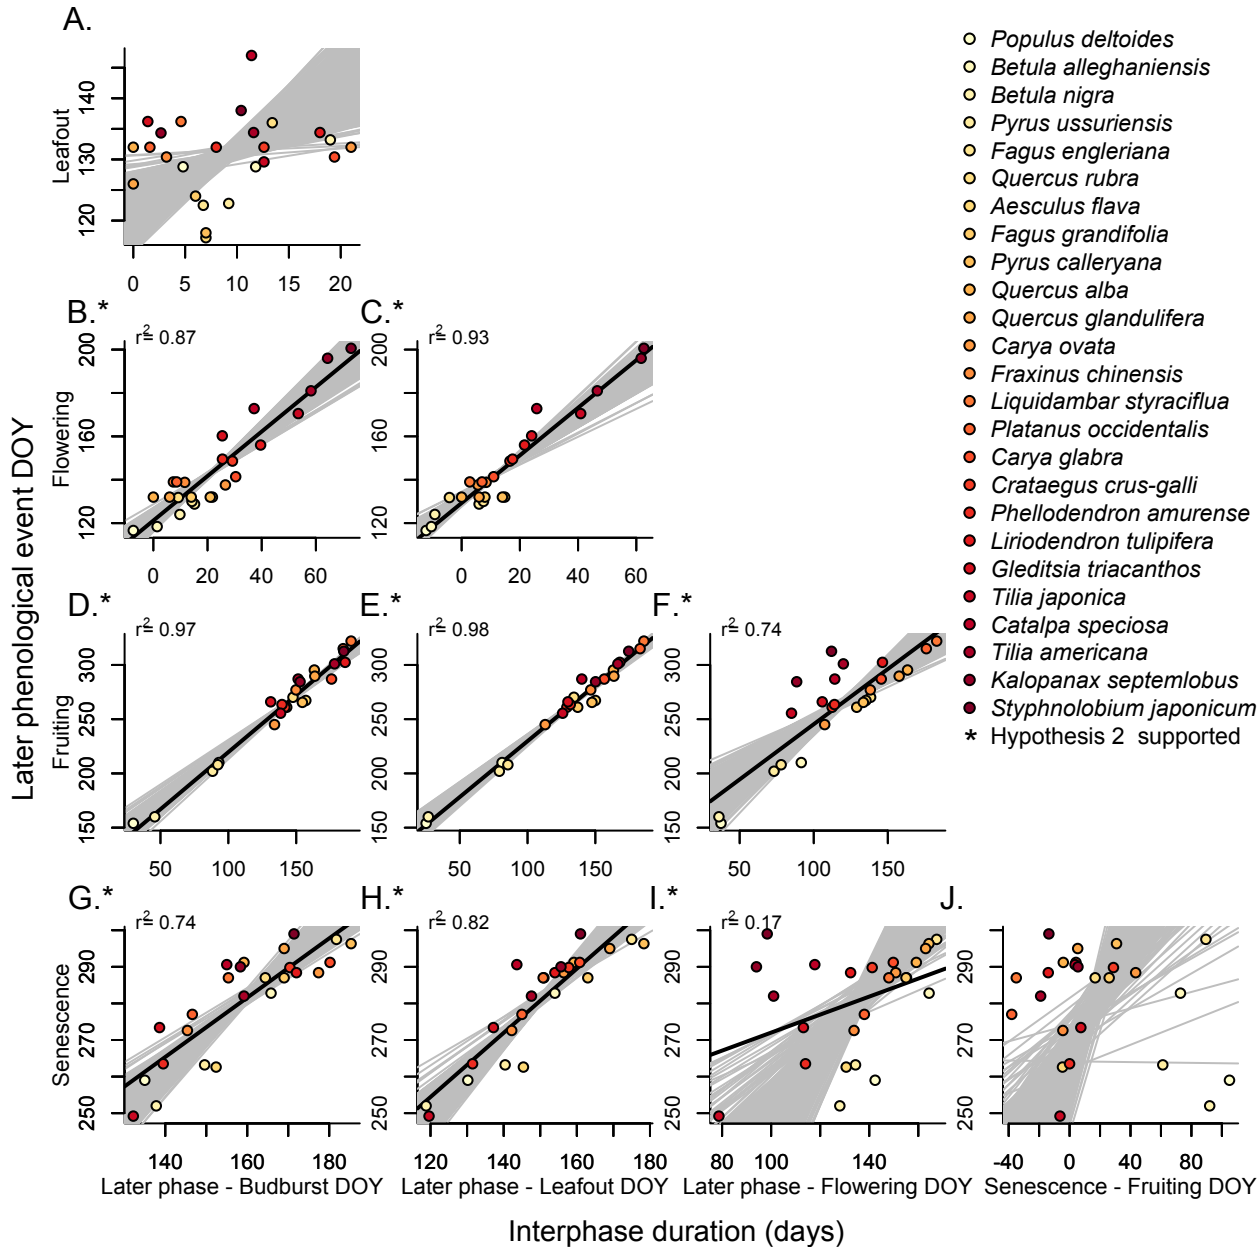 A.
Leafout
120 130 140
0 5 10 15 20
B.*
r² = 0.87
Flowering
120 160 200
0 20 40 60
C.*
r² = 0.93
120 160 200
0 20 40 60
D.*
r² = 0.97
Fruiting
150 200 250 300
50 100 150
E.*
r² = 0.98
150 200 250 300
50 100 150
F.*
r² = 0.74
150 200 250 300
50 100 150
G.*
r² = 0.74
Senescence
250 270 290
130 140 160 180
Later phase - Budburst DOY
H.*
r² = 0.82
250 270 290
120 140 160 180
Later phase - Leafout DOY
I.*
r² = 0.17
250 270 290
80 100 140
Later phase - Flowering DOY
J.
250 270 290
-40 0 40 80
Senescence - Fruiting DOY
Later phenological event DOY
Interphase duration (days)
Populus deltoides
Betula alleghaniensis
Betula nigra
Pyrus ussuriensis
Fagus engleriana
Quercus rubra
Aesculus flava
Fagus grandifolia
Pyrus calleryana
Quercus alba
Quercus glandulifera
Carya ovata
Fraxinus chinensis
Liquidambar styraciflua
Platanus occidentalis
Carya glabra
Crataegus crus-galli
Phellodendron amurense
Liriodendron tulipifera
Gleditsia triacanthos
Tilia japonica
Catalpa speciosa
Tilia americana
Kalopanax septemlobus
Styphnolobium japonicum
* Hypothesis 2 supported